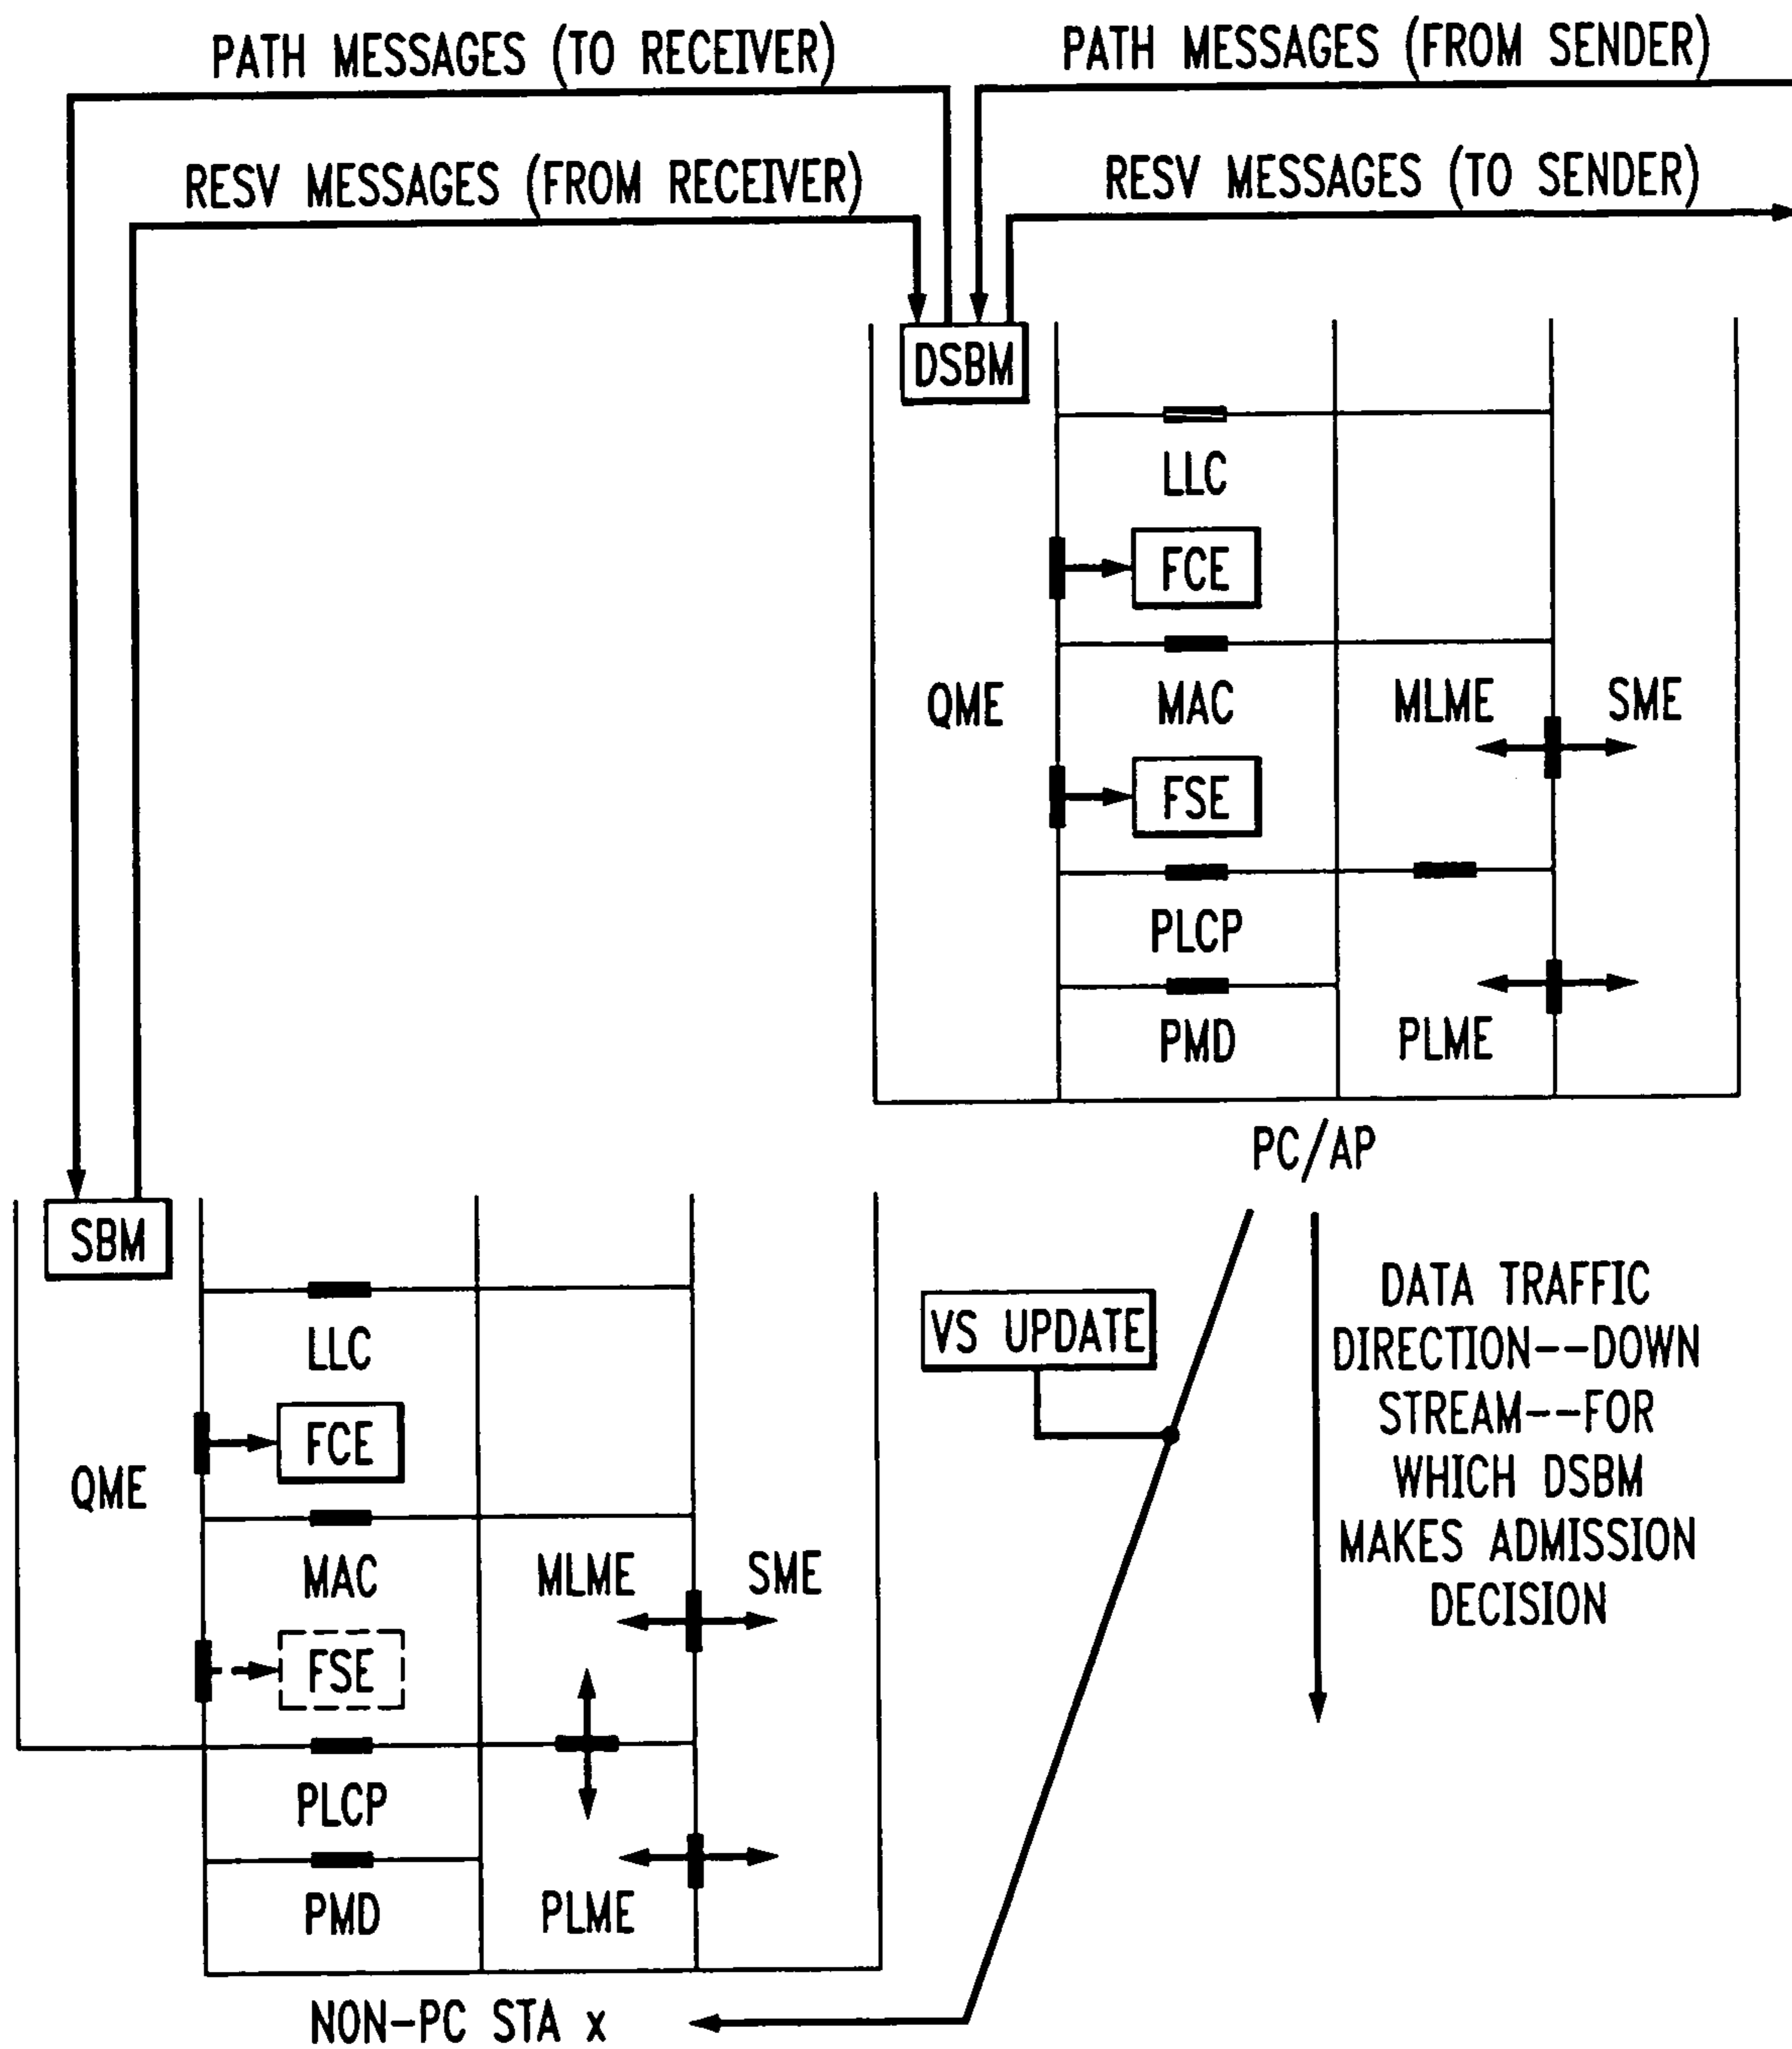 PATH MESSAGES (TO RECEIVER)
PATH MESSAGES (FROM SENDER)
RESV MESSAGES (FROM RECEIVER)
RESV MESSAGES (TO SENDER)
DSBM
LLC
FCE
QME
MAC
MLME
SME
FSE
PLCP
PMD
PLME
PC/AP
SBM
LLC
FCE
QME
MAC
MLME
SME
FSE
PLCP
PMD
PLME
NON-PC STA x
VS UPDATE
DATA TRAFFIC
DIRECTION--DOWN
STREAM--FOR
WHICH DSBM
MAKES ADMISSION
DECISION